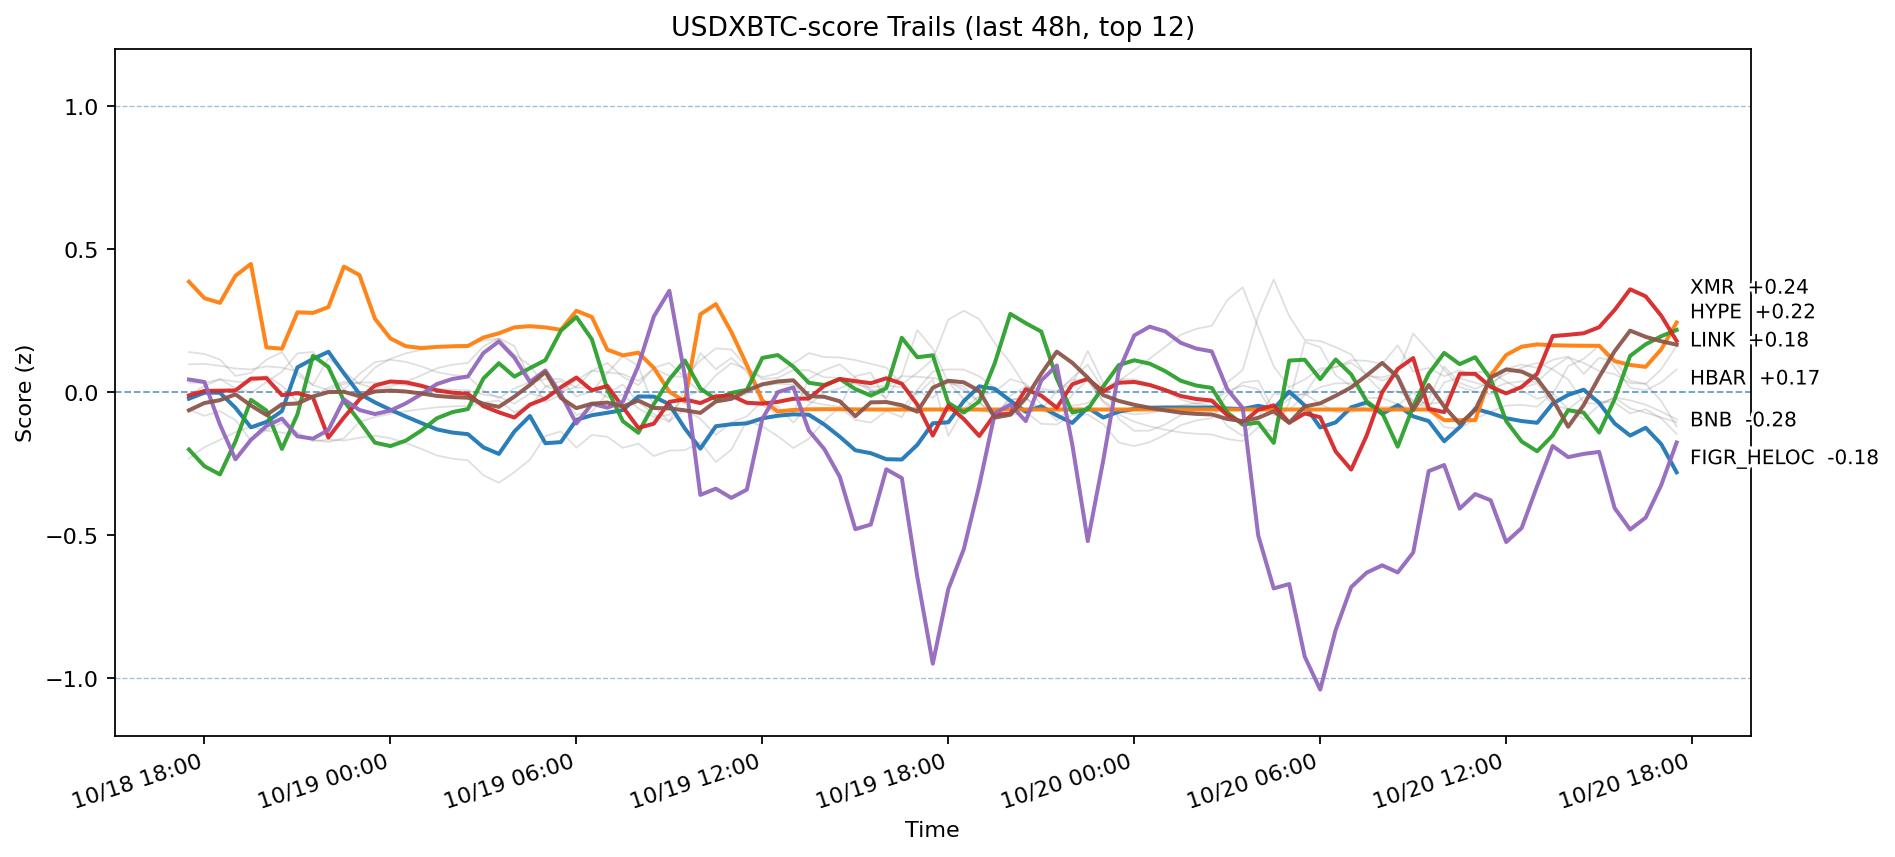 USDXBTC-score Trails (last 48h, top 12)
Score (z)
1.0
0.5
0.0
−0.5
−1.0
XMR +0.24
HYPE +0.22
LINK +0.18
HBAR +0.17
BNB -0.28
FIGR_HELOC -0.18
10/18 18:00
10/19 00:00
10/19 06:00
10/19 12:00
10/19 18:00
10/20 00:00
10/20 06:00
10/20 12:00
10/20 18:00
Time